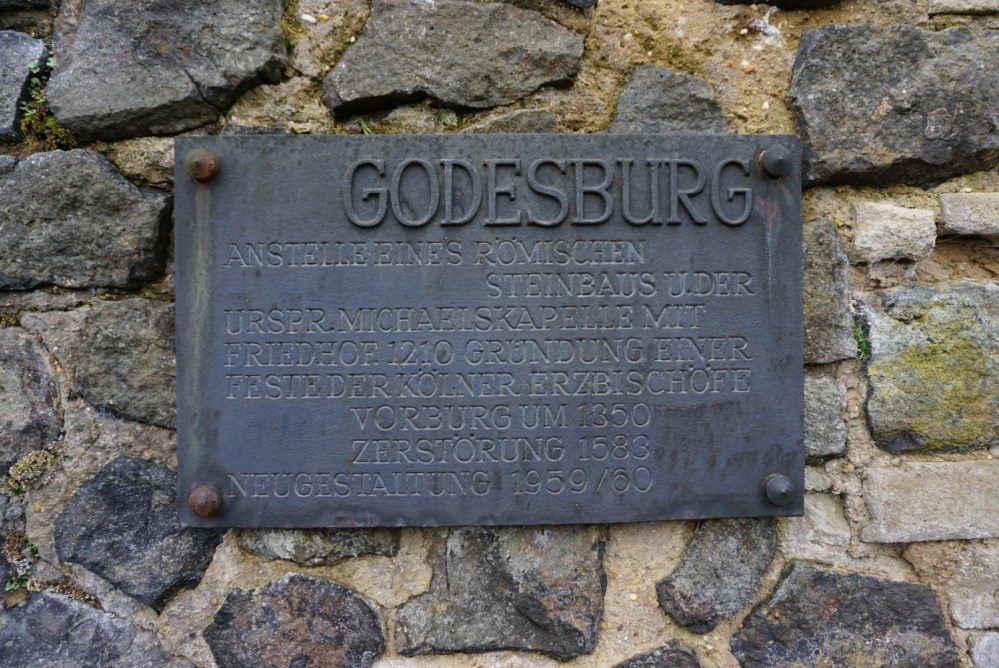 GODESBURG
ANSTELLE EINES RÖMISCHEN
STEINBAUS U. DER
URSPR. MICHAELSKAPELLE MIT
FRIEDHOF. 1210 GRÜNDUNG EINER
FESTE DER KÖLNER ERZBISCHÖFE
VORBURG UM 1350
ZERSTÖRUNG 1583
NEUGESTALTUNG 1959/60